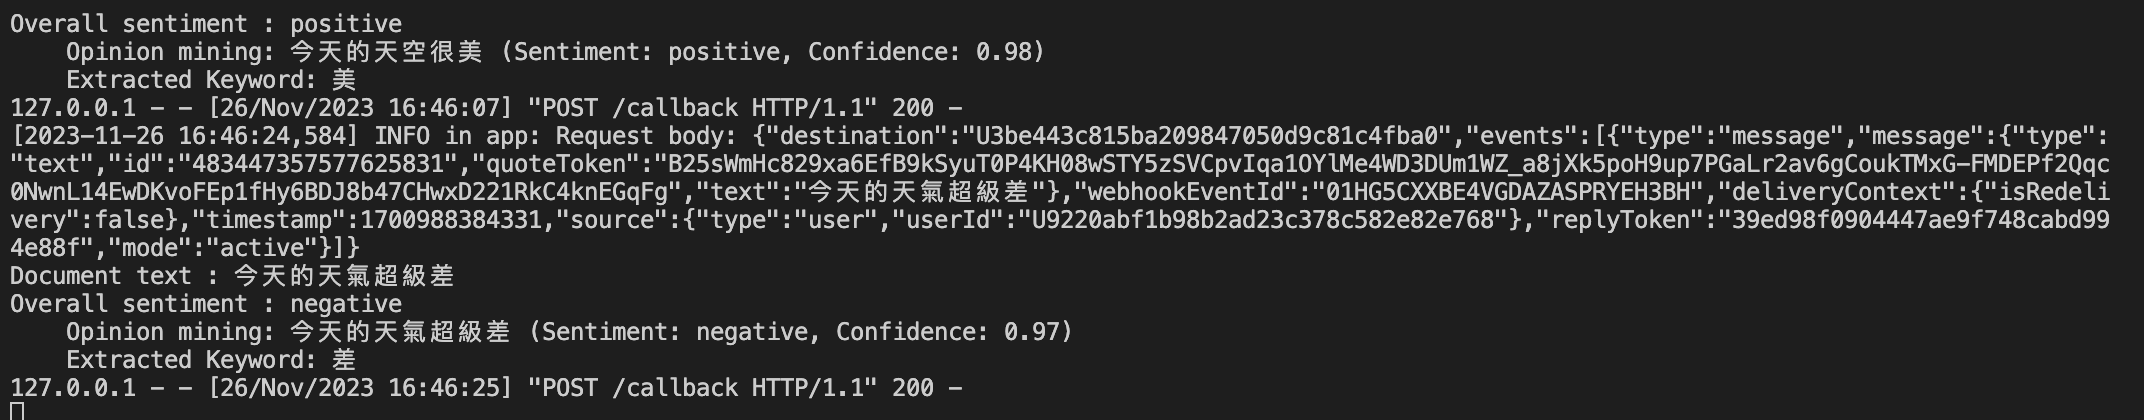 Overall sentiment : positive
    Opinion mining: 今天的天空很美 (Sentiment: positive, Confidence: 0.98)
    Extracted Keyword: 美
127.0.0.1 - - [26/Nov/2023 16:46:07] "POST /callback HTTP/1.1" 200 -
[2023-11-26 16:46:24,584] INFO in app: Request body: {"destination":"U3be443c815ba209847050d9c81c4fba0","events":[{"type":"message","message":{"type":
"text","id":"483447357577625831","quoteToken":"B25sWmHc829xa6EfB9kSyuT0P4KH08wSTY5zSVCpvIqa1OYlMe4WD3DUm1WZ_a8jXk5poH9up7PGaLr2av6gCoukTMxG-FMDEPf2Qqc
0NwnL14EwDKvoFEp1fHy6BDJ8b47CHwxD221RkC4knEGqFg","text":"今天的天氣超級差"},"webhookEventId":"01HG5CXXBE4VGDAZASPRYEH3BH","deliveryContext":{"isRedeli
very":false},"timestamp":1700988384331,"source":{"type":"user","userId":"U9220abf1b98b2ad23c378c582e82e768"},"replyToken":"39ed98f0904447ae9f748cabd99
4e88f","mode":"active"}]}
Document text : 今天的天氣超級差
Overall sentiment : negative
    Opinion mining: 今天的天氣超級差 (Sentiment: negative, Confidence: 0.97)
    Extracted Keyword: 差
127.0.0.1 - - [26/Nov/2023 16:46:25] "POST /callback HTTP/1.1" 200 -